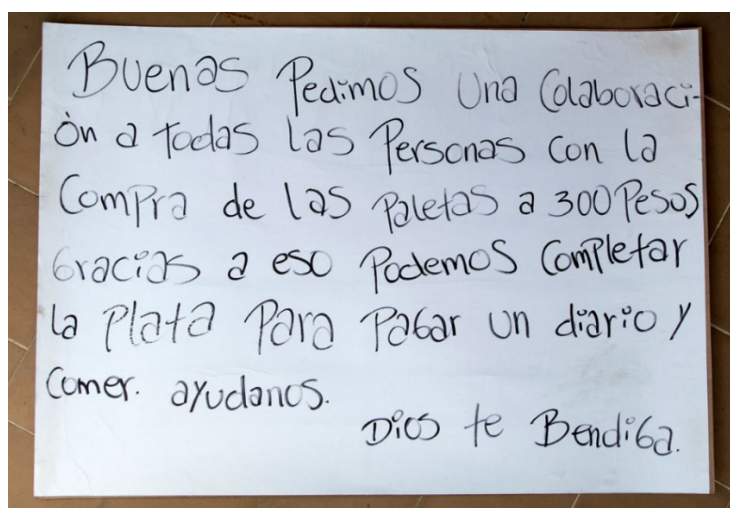 Buenas Pedimos Una Colaboraci-
ón a todas las Personas con la
Compra de las Paletas a 300 Pesos
Gracias a eso Podemos Completar
la Plata Para Pagar un diario y
Comer. ayudanos.
Dios te Bendiga.